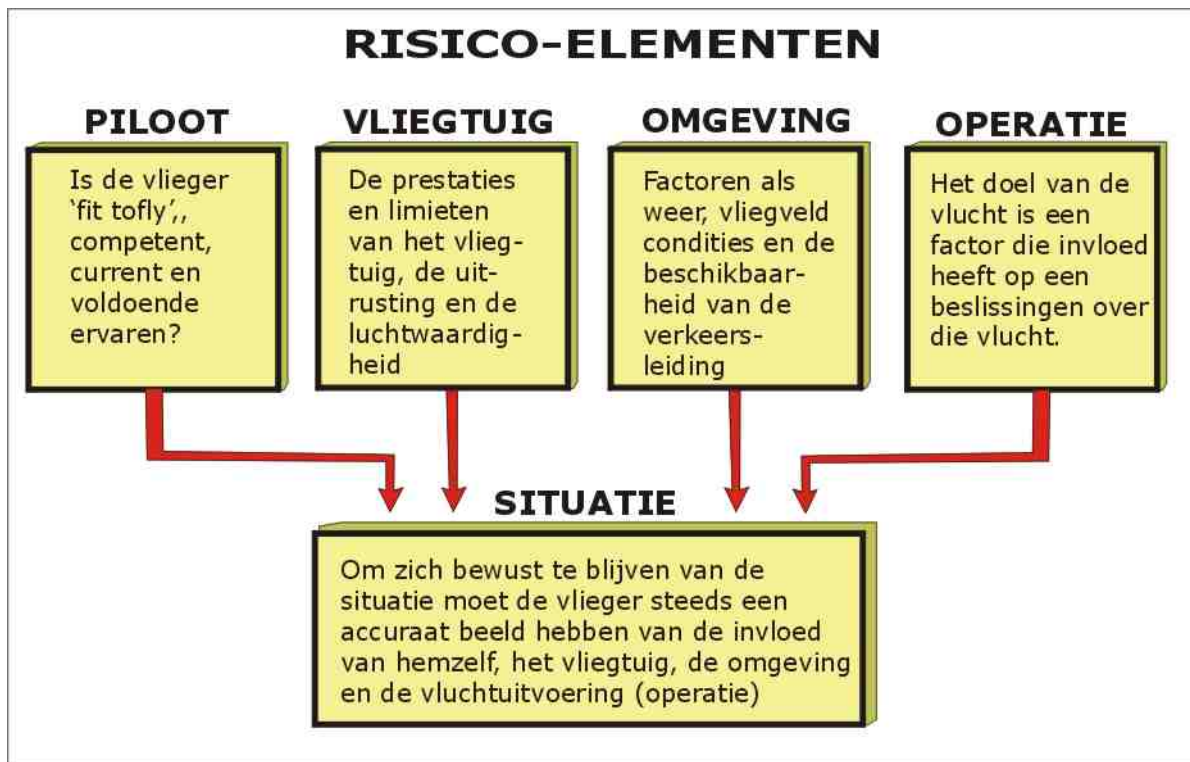 RISICO-ELEMENTEN
PILOOT
Is de vlieger
‘fit tofly’,,
competent,
current en
voldoende
ervaren?
VLIEGTUIG
De prestaties
en limieten
van het vlieg-
tuig, de uit-
rusting en de
luchtwaardig-
heid
OMGEVING
Factoren als
weer, vliegveld
condities en de
beschikbaar-
heid van de
verkeers-
leiding
OPERATIE
Het doel van de
vlucht is een
factor die invloed
heeft op een
beslissingen over
die vlucht.
SITUATIE
Om zich bewust te blijven van de
situatie moet de vlieger steeds een
accuraat beeld hebben van de invloed
van hemzelf, het vliegtuig, de omgeving
en de vluchtuitvoering (operatie)